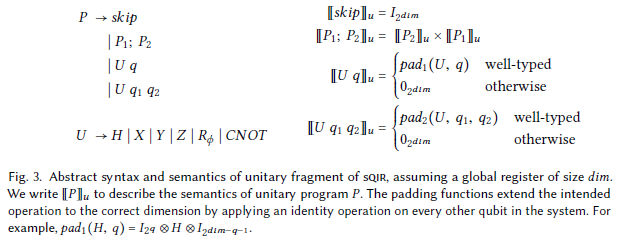 P → skip
| P1; P2
| U q
| U q1 q2
U → H | X | Y | Z | Rϕ | CNOT
⟦skip⟧u = I2dim
⟦P1; P2⟧u = ⟦P2⟧u × ⟦P1⟧u
⟦U q⟧u = { pad1(U, q) well-typed
02dim otherwise
⟦U q1 q2⟧u = { pad2(U, q1, q2) well-typed
02dim otherwise
Fig. 3. Abstract syntax and semantics of unitary fragment of SQIR, assuming a global register of size dim.
We write ⟦P⟧u to describe the semantics of unitary program P. The padding functions extend the intended
operation to the correct dimension by applying an identity operation on every other qubit in the system. For
example, pad1(H, q) = I2q ⊗ H ⊗ I2dim−q−1.